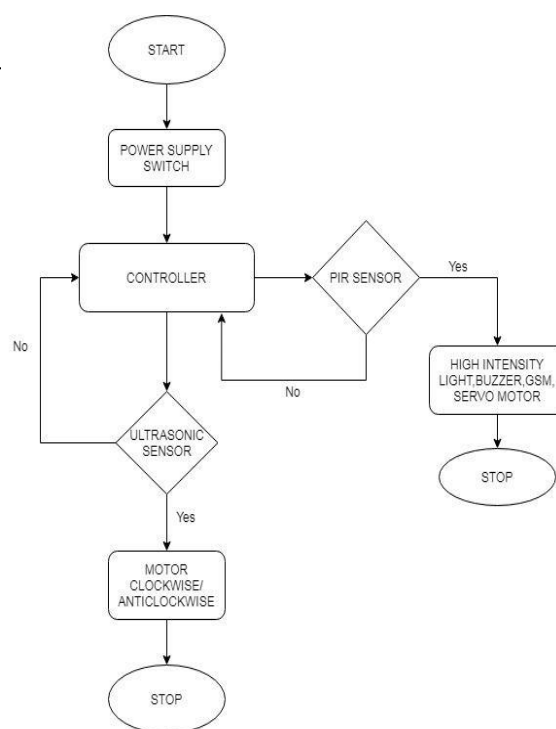 START
POWER SUPPLY
SWITCH
CONTROLLER
PIR SENSOR
Yes
No
No
HIGH INTENSITY
LIGHT,BUZZER,GSM,
SERVO MOTOR
ULTRASONIC
SENSOR
STOP
Yes
MOTOR
CLOCKWISE/
ANTICLOCKWISE
STOP